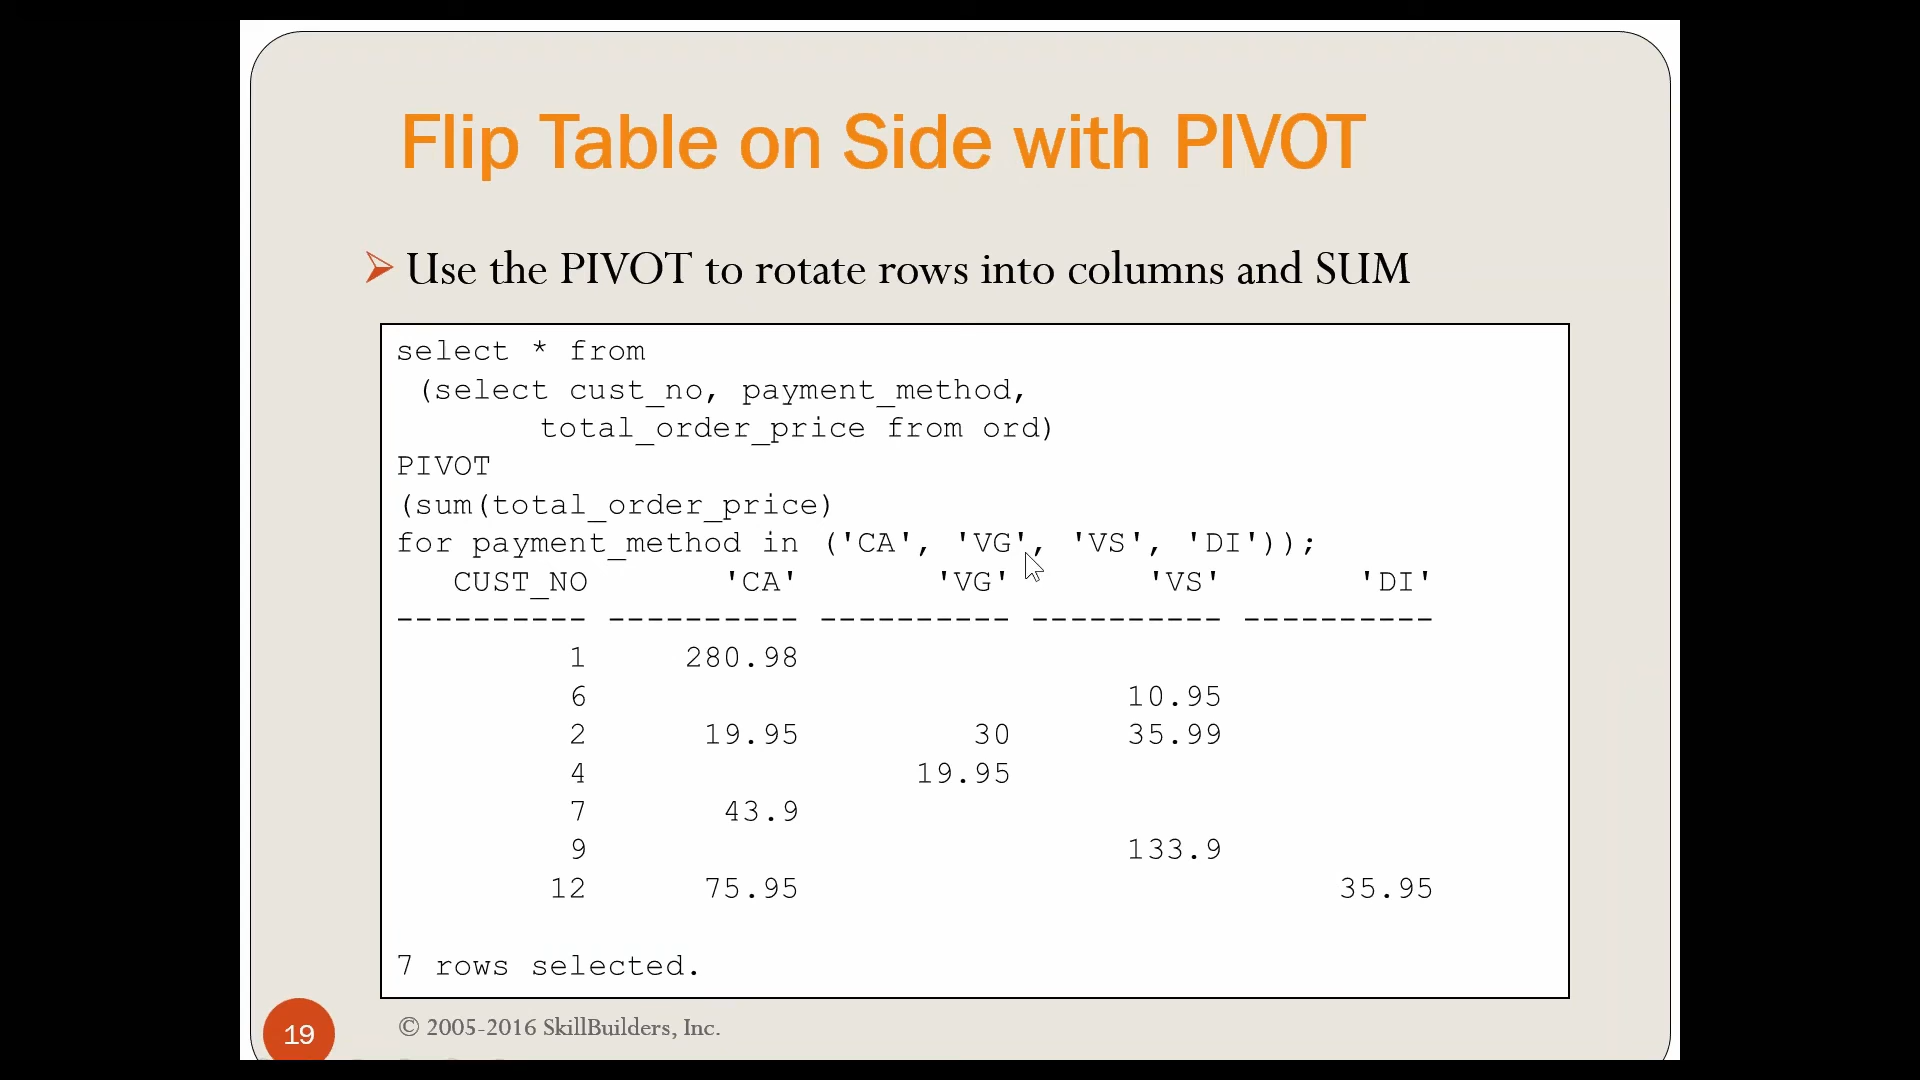 Flip Table on Side with PIVOT
Use the PIVOT to rotate rows into columns and SUM
select * from
(select cust_no, payment_method,
total_order_price from ord)
PIVOT
(sum(total_order_price)
for payment_method in ('CA', 'VG', 'VS', 'DI'));
CUST_NO 'CA' 'VG' 'VS' 'DI'
---------- ---------- ---------- ---------- ----------
1 280.98
6 10.95
2 19.95 30 35.99
4 19.95
7 43.9
9 133.9
12 75.95 35.95
7 rows selected.
19 © 2005-2016 SkillBuilders, Inc.